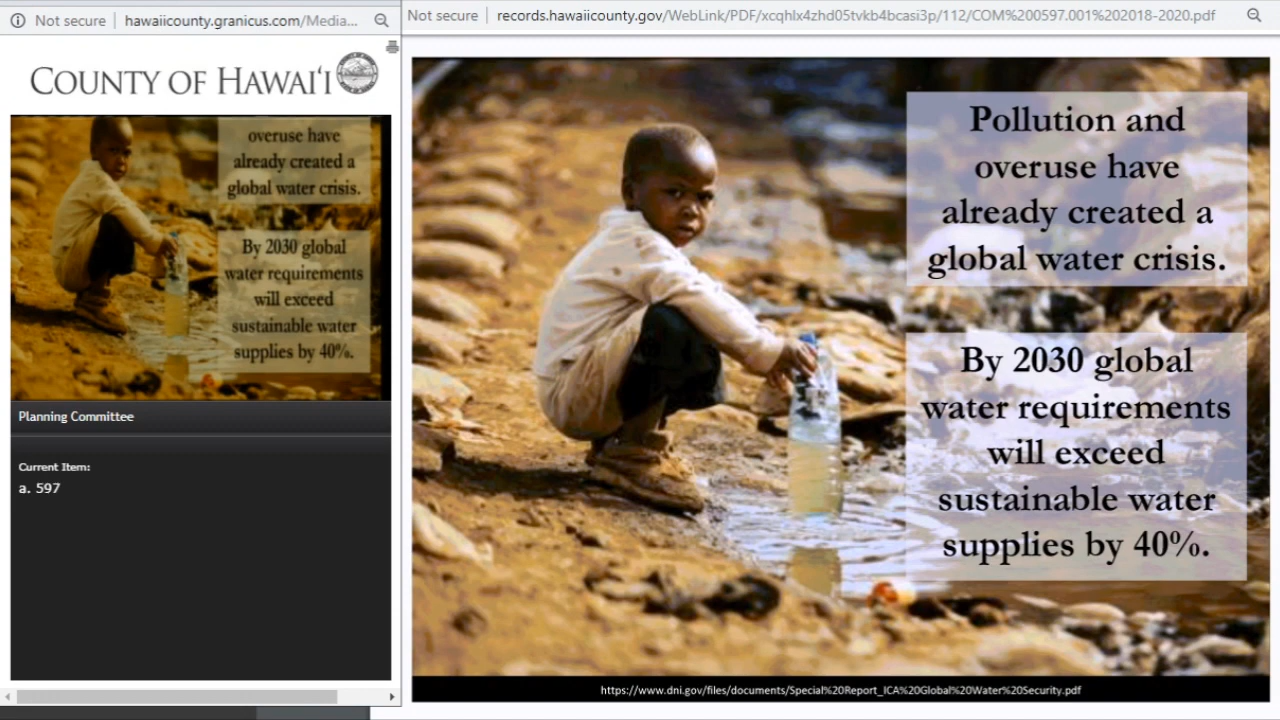 Not secure | hawaiicounty.granicus.com/Media...
COUNTY OF HAWAI‘I
overuse have
already created a
global water crisis.
By 2030 global
water requirements
will exceed
sustainable water
supplies by 40%.
Planning Committee
Current Item:
a. 597
Not secure | records.hawaiicounty.gov/WebLink/PDF/xcqhlx4zhd05tvkb4bcasi3p/112/COM%200597.001%202018-2020.pdf
Pollution and
overuse have
already created a
global water crisis.
By 2030 global
water requirements
will exceed
sustainable water
supplies by 40%.
https://www.dni.gov/files/documents/Special%20Report_ICA%20Global%20Water%20Security.pdf